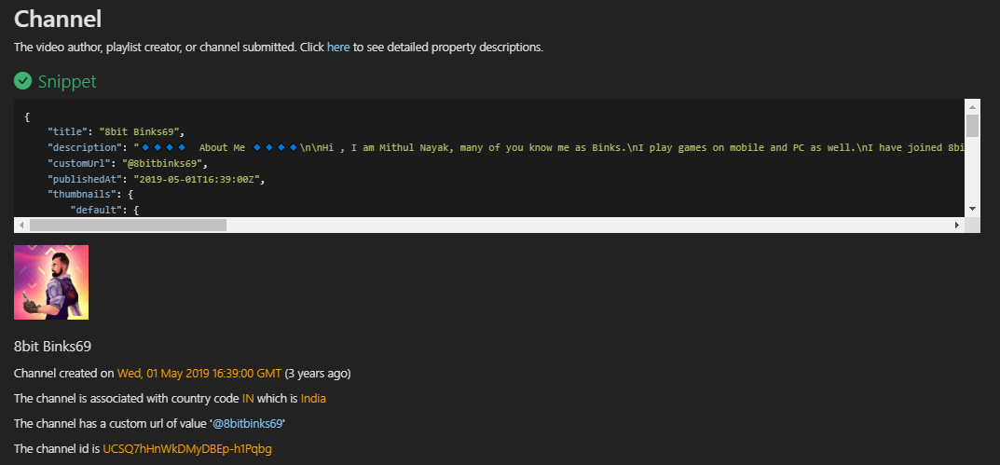 Channel
The video author, playlist creator, or channel submitted. Click here to see detailed property descriptions.
Snippet
{
"title": "8bit Binks69",
"description": "🔹🔹🔹🔹 About Me 🔹🔹🔹🔹\n\nHi , I am Mithul Nayak, many of you know me as Binks.\nI play games on mobile and PC as well.\nI have joined 8bi
"customUrl": "@8bitbinks69",
"publishedAt": "2019-05-01T16:39:00Z",
"thumbnails": {
"default": {
8bit Binks69
Channel created on Wed, 01 May 2019 16:39:00 GMT (3 years ago)
The channel is associated with country code IN which is India
The channel has a custom url of value '@8bitbinks69'
The channel id is UCSQ7hHnWkDMyDBEp-h1Pqbg